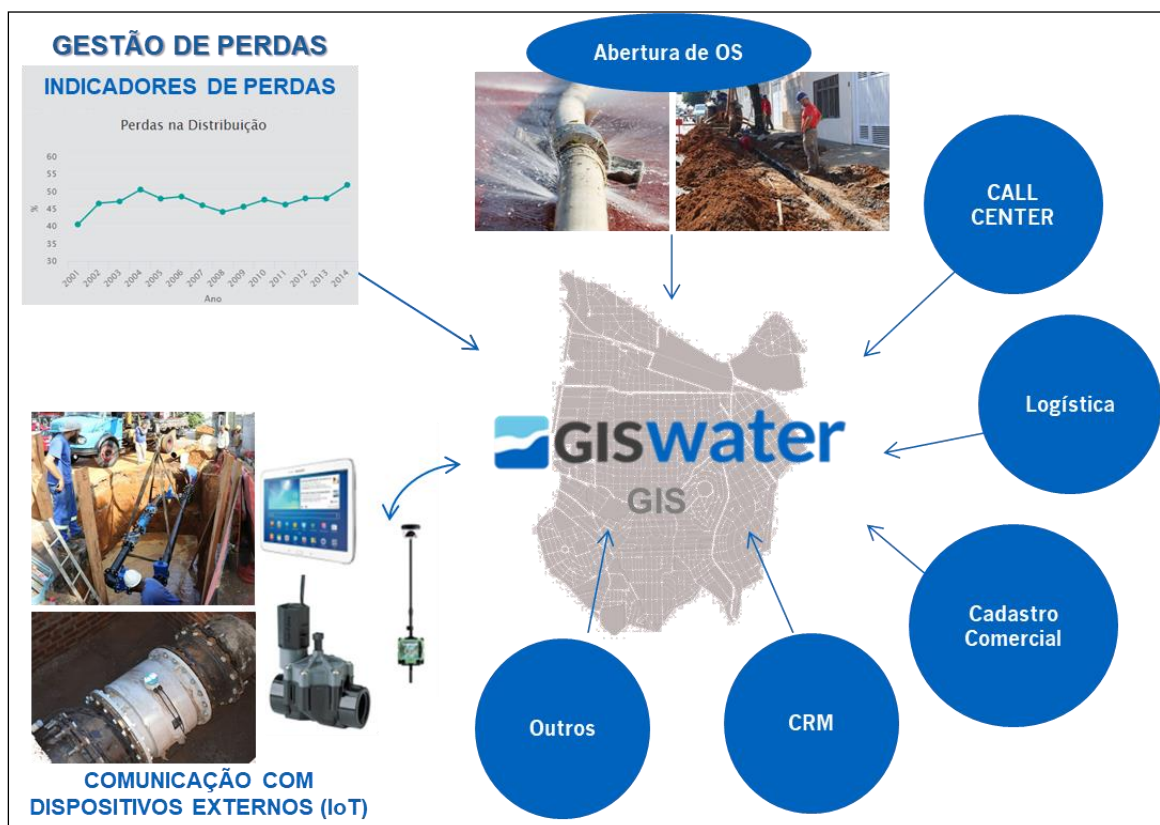 GESTÃO DE PERDAS
INDICADORES DE PERDAS
Perdas na Distribuição
60
55
50
45
40
35
30
%
2001
2002
2003
2004
2005
2006
2007
2008
2009
2010
2011
2012
2013
2014
Ano
Abertura de OS
CALL
CENTER
Logística
GISWater
GIS
Cadastro
Comercial
CRM
Outros
COMUNICAÇÃO COM
DISPOSITIVOS EXTERNOS (IoT)